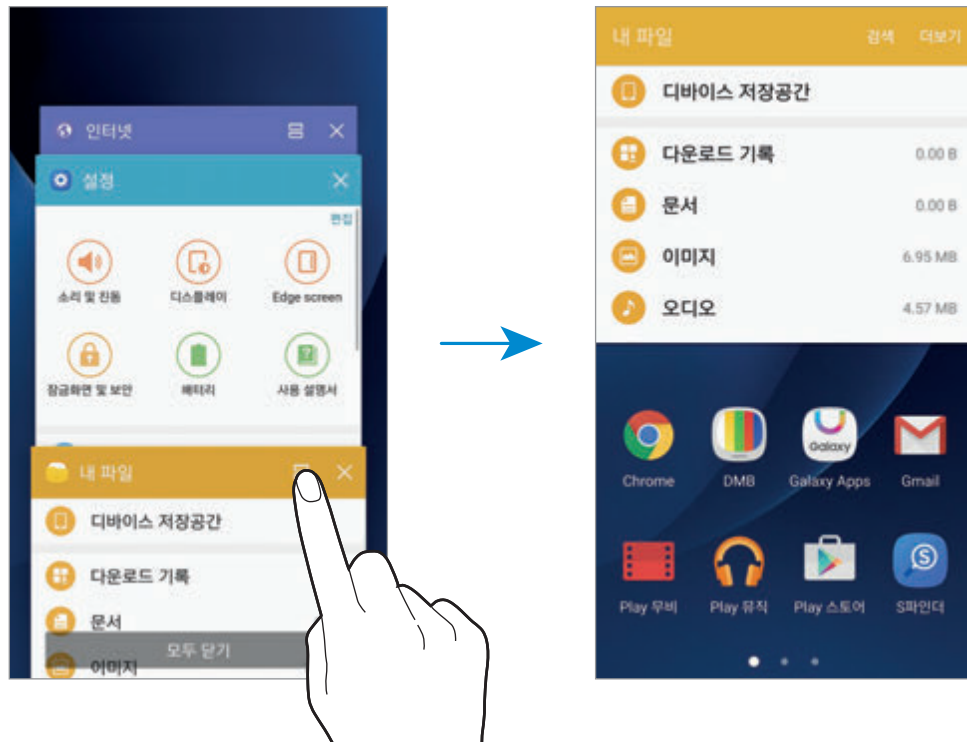 인터넷
설정
편집
소리 및 진동 디스플레이 Edge screen
잠금화면 및 보안 배터리 사용 설명서
내 파일
디바이스 저장공간
다운로드 기록
문서
모두 닫기
이미지
내 파일 검색 더보기
디바이스 저장공간
다운로드 기록 0.00 B
문서 0.00 B
이미지 6.95 MB
오디오 4.57 MB
Galaxy
Chrome DMB Galaxy Apps Gmail
Play 무비 Play 뮤직 Play 스토어 S파인더